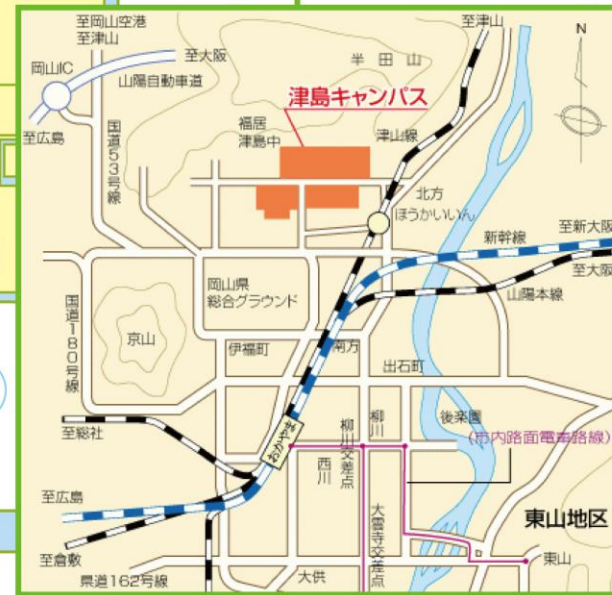 至岡山空港
至津山
至津山
N
岡山IC
至大阪
山陽自動車道
半田山
至広島
国道53号線
津島キャンパス
福居
津島中
津山線
北方
ほうかいいん
新幹線
至新大阪
至大阪
山陽本線
岡山県
総合グラウンド
国道180号線
京山
伊福町
南方
出石町
至総社
おかやま
柳川交差点
柳川
後楽園
(市内路面電車路線)
西川
至広島
大雲寺交差点
東山地区
至倉敷
東山
県道162号線
大供